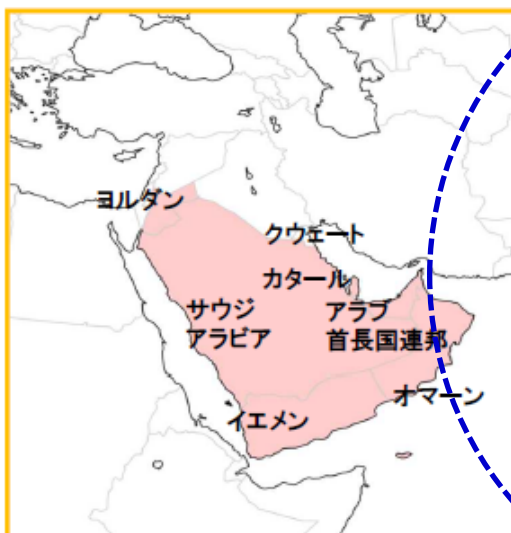 ヨルダン
クウェート
カタール
サウジ
アラビア
アラブ
首長国連邦
オマーン
イエメン